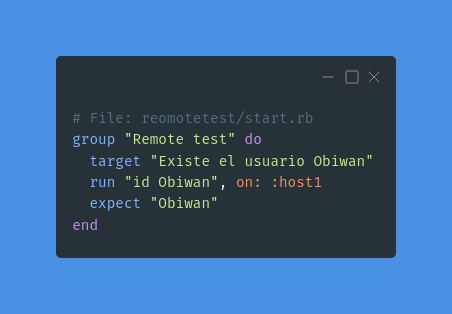 # File: reomotetest/start.rb
group "Remote test" do
  target "Existe el usuario Obiwan"
  run "id Obiwan", on: :host1
  expect "Obiwan"
end